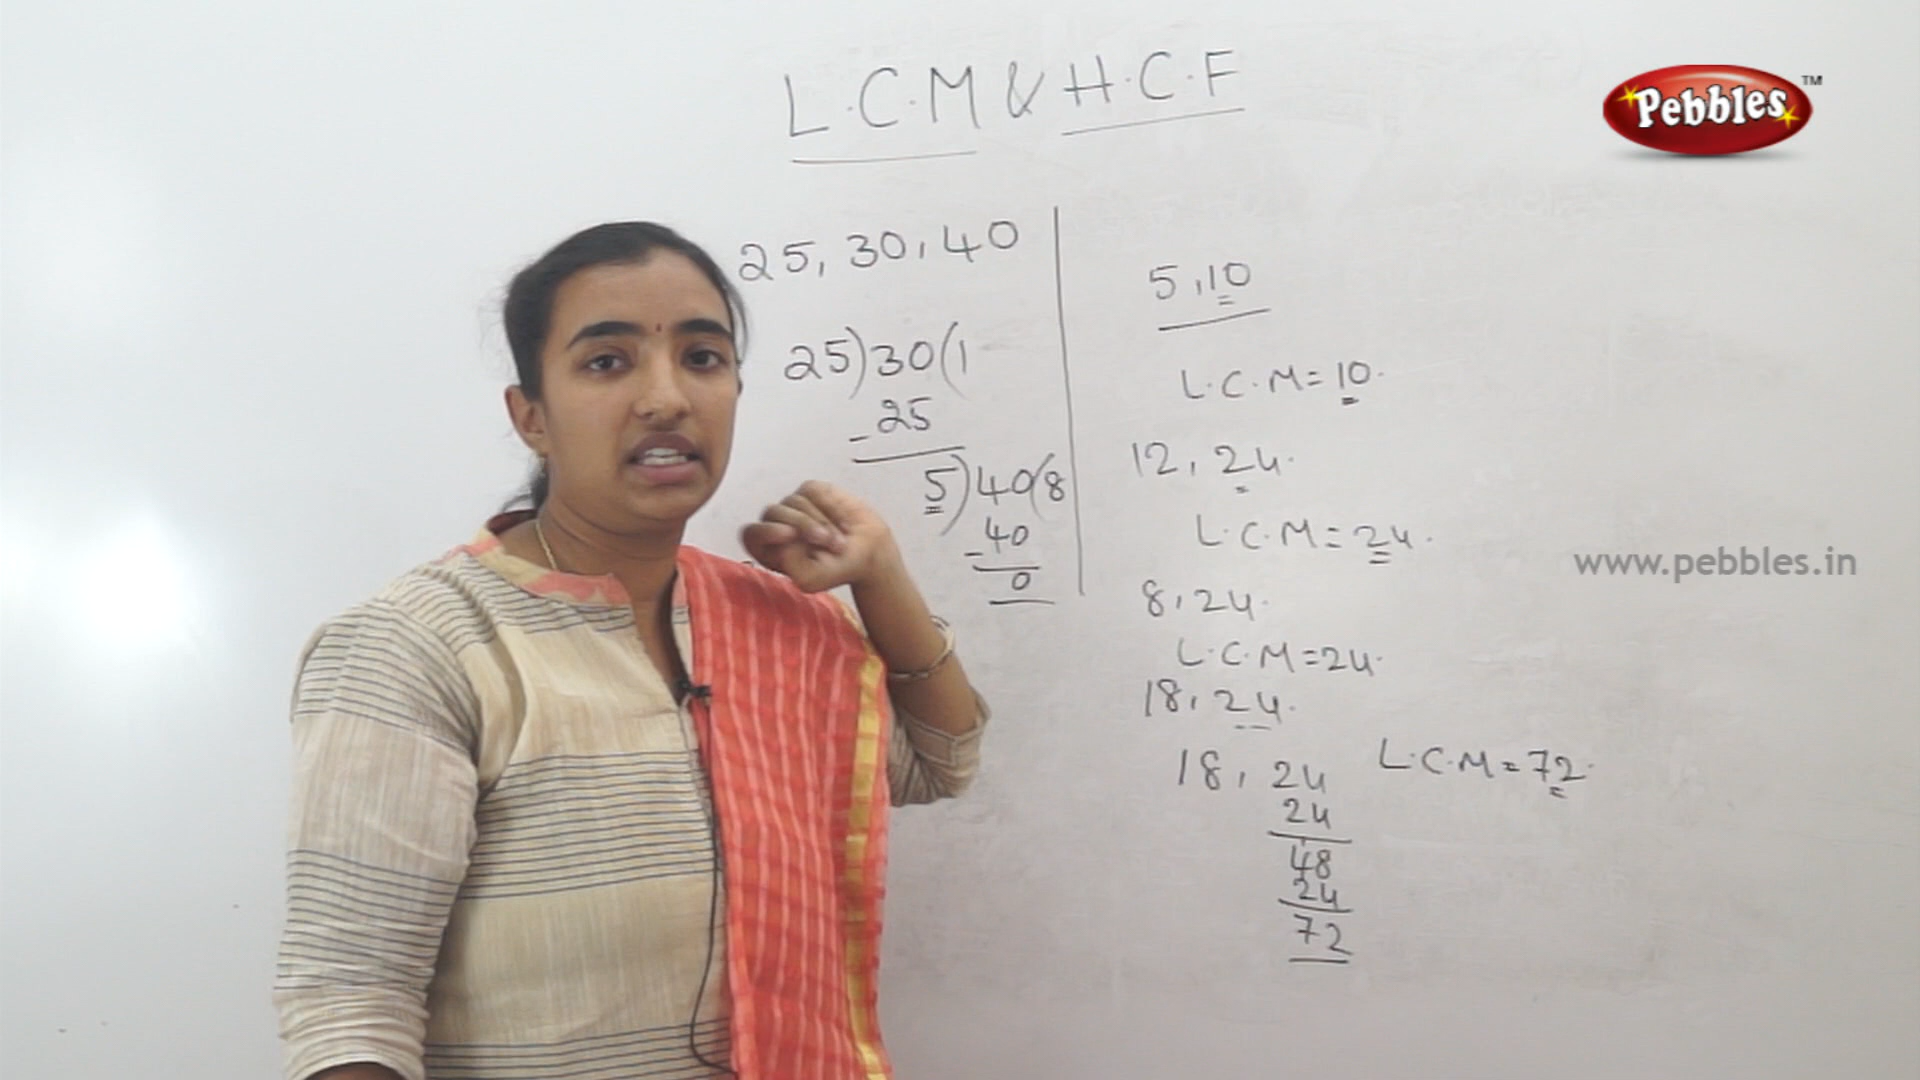 L.C.M & H.C.F
Pebbles™
25, 30, 40
25)30(1
- 25
5)40(8
- 40
0
5, 10
L.C.M = 10.
12, 24.
L.C.M = 24.
8, 24.
L.C.M = 24.
18, 24.
18, 24
24
48
24
72
L.C.M = 72.
www.pebbles.in